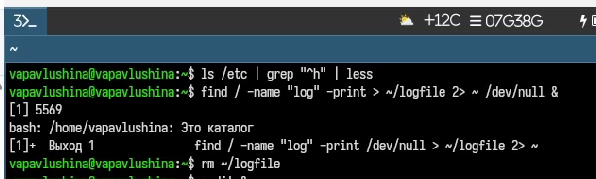 3>_ +12C 07G38G
~
vapavlushina@vapavlushina:~$ ls /etc | grep "^h" | less
vapavlushina@vapavlushina:~$ find / -name "log" -print > ~/logfile 2> ~ /dev/null &
[1] 5569
bash: /home/vapavlushina: Это каталог
[1]+ Выход 1 find / -name "log" -print /dev/null > ~/logfile 2> ~
vapavlushina@vapavlushina:~$ rm ~/logfile